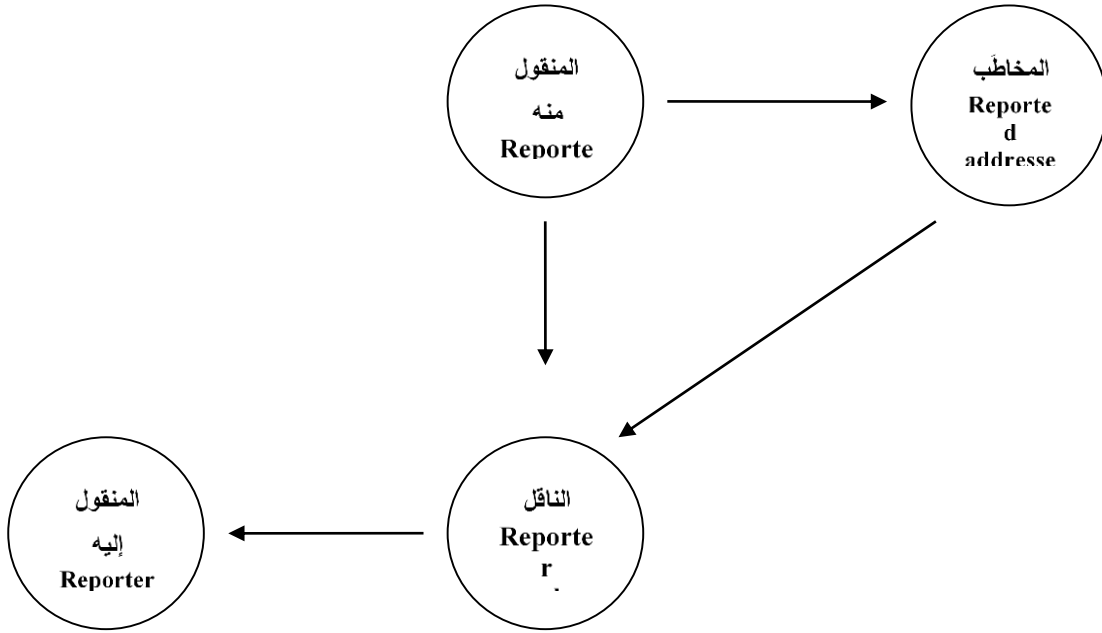 المنقول
منه
Reporte
المخاطَب
Reporte
d
addresse
المنقول
إليه
Reporter
الناقل
Reporte
r